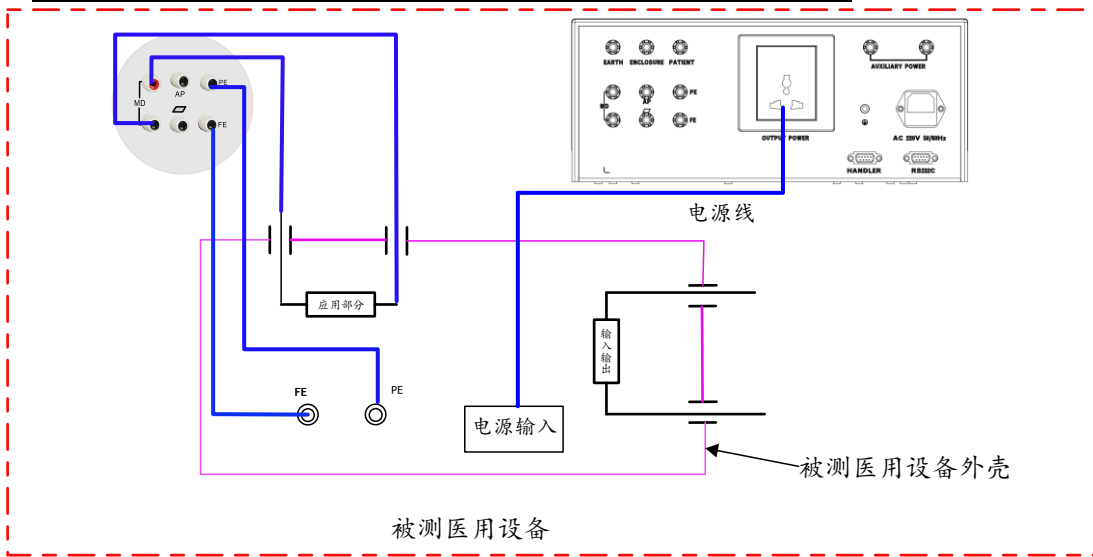 MD
AP
PE
FE
EARTH ENCLOSURE PATIENT
MD
AP
PE
FE
OUTPUT POWER
AUXILIARY POWER
AC 220V 50/60Hz
HANDLER
RS232C
电源线
应用部分
FE
PE
电源输入
输入输出
被测医用设备外壳
被测医用设备